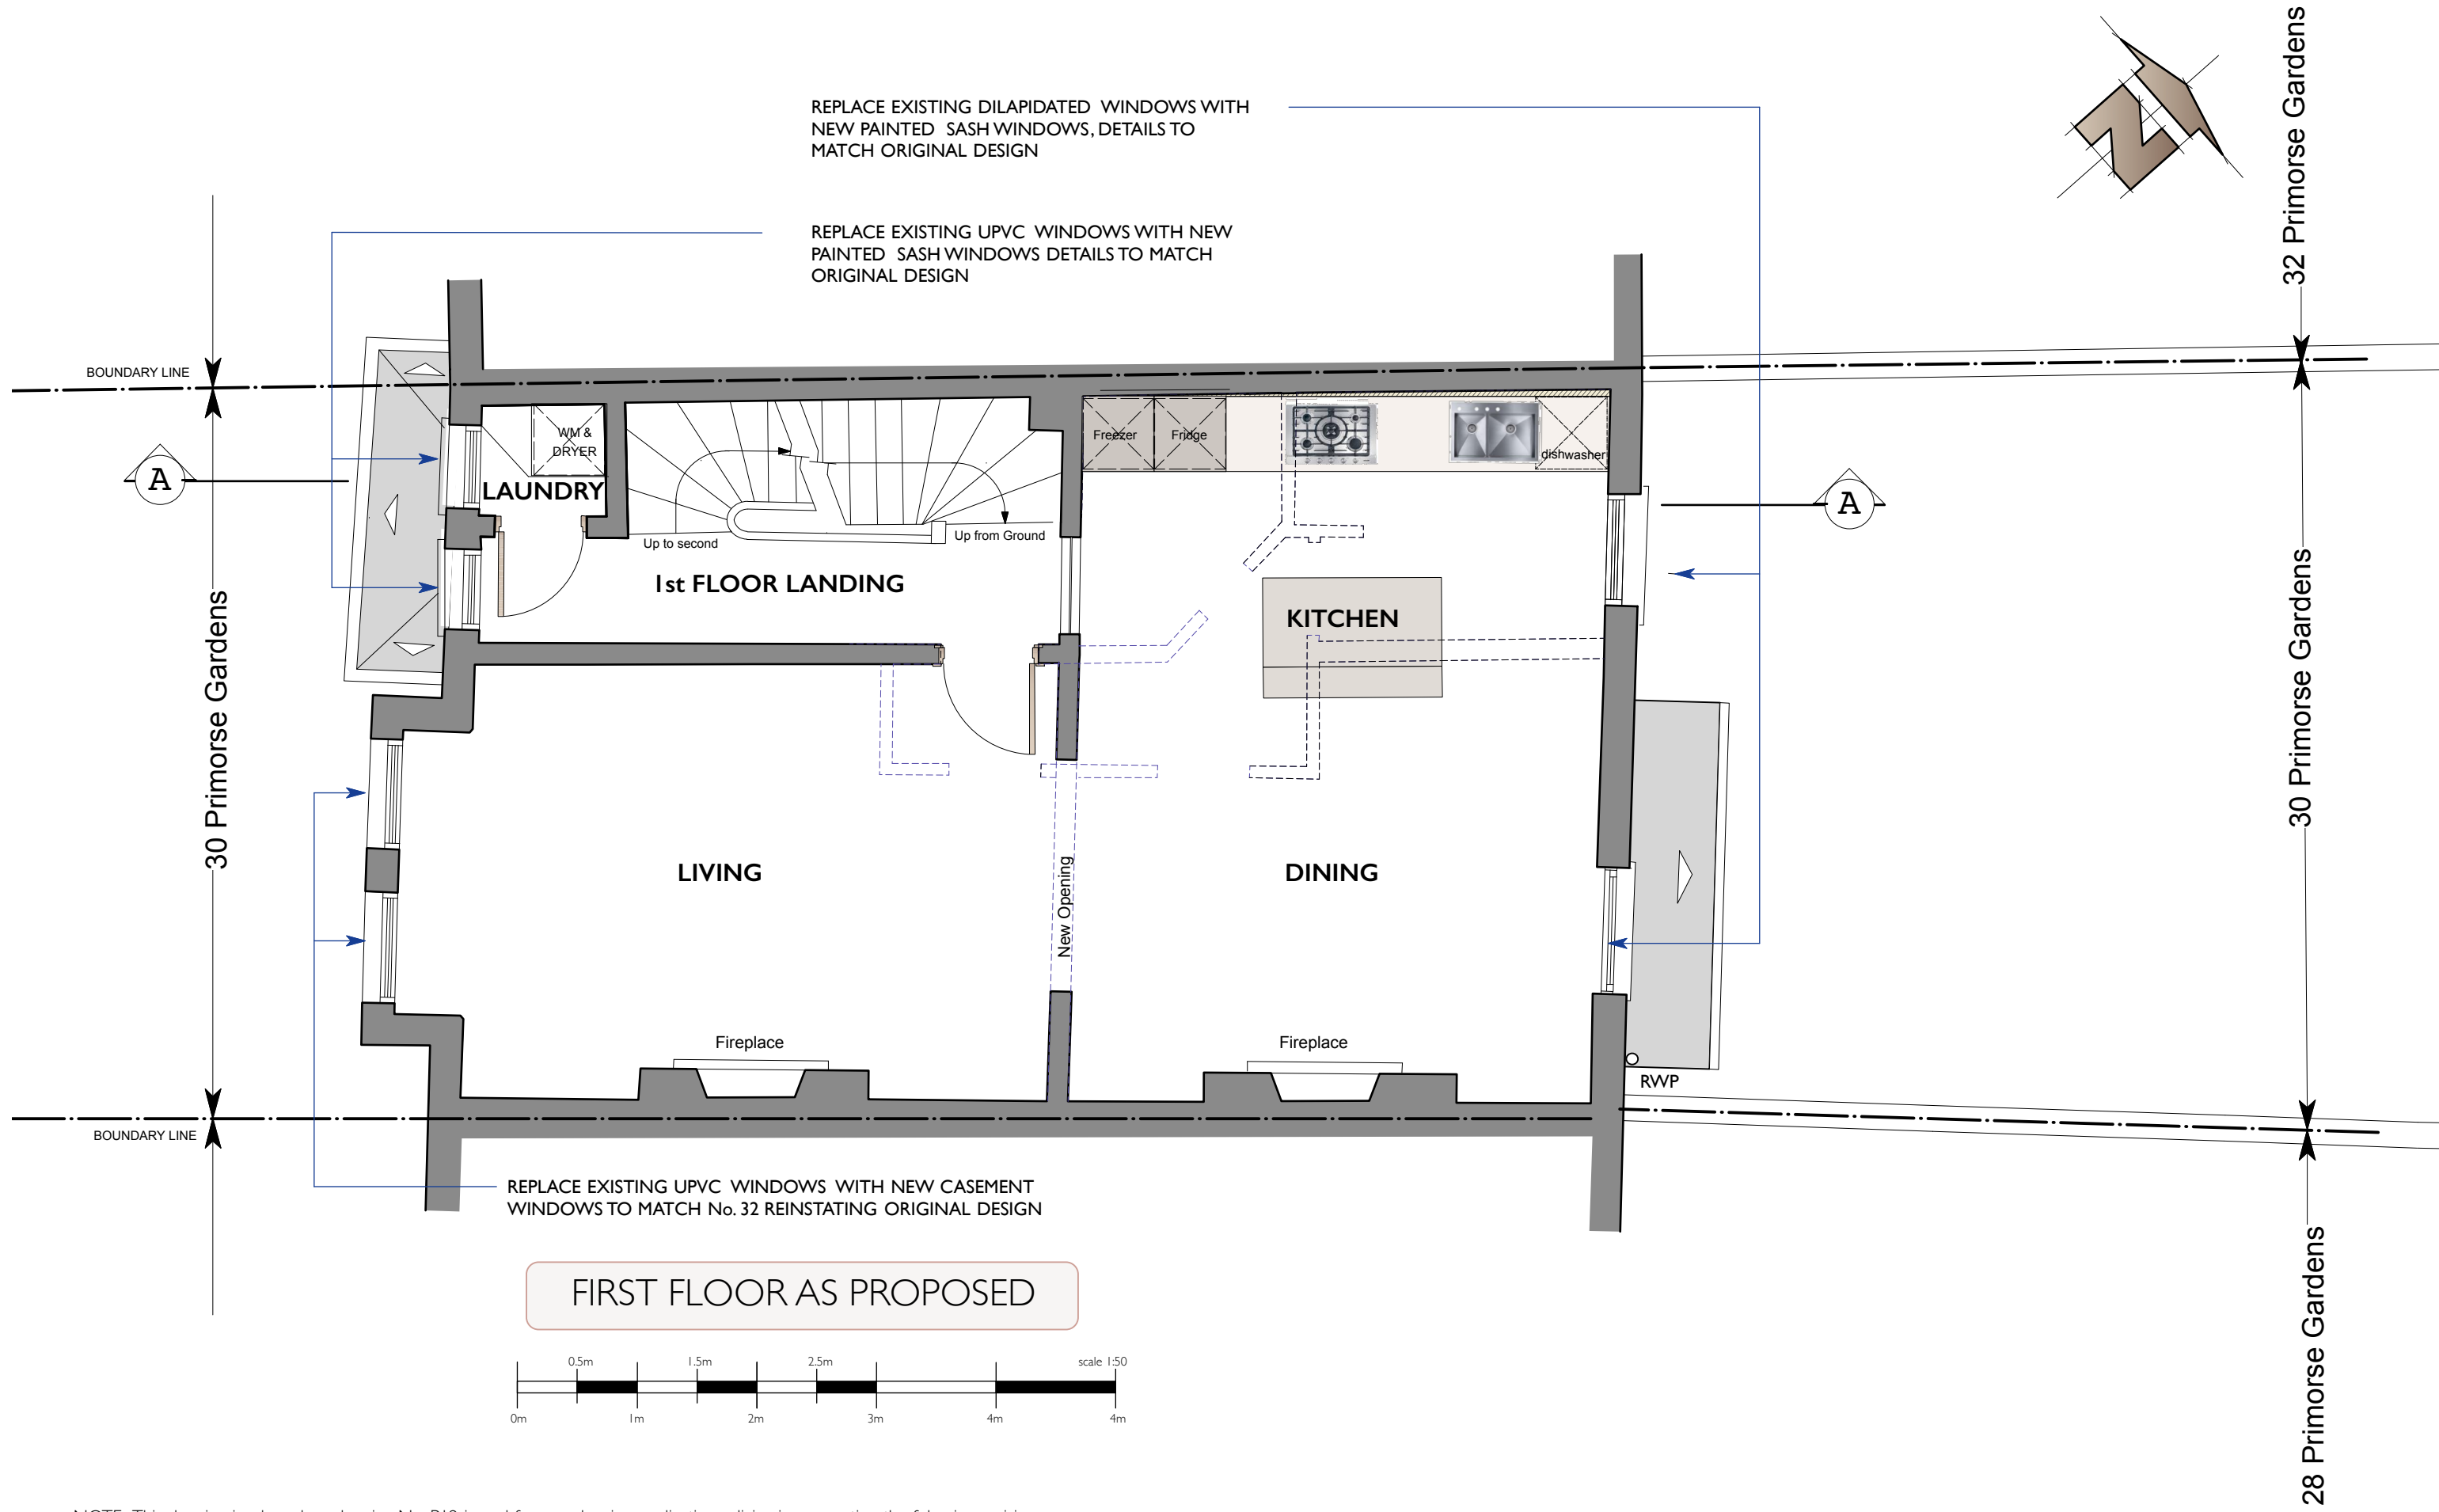 REPLACE EXISTING DILAPIDATED WINDOWS WITH
NEW PAINTED SASH WINDOWS, DETAILS TO
MATCH ORIGINAL DESIGN
REPLACE EXISTING UPVC WINDOWS WITH NEW
PAINTED SASH WINDOWS DETAILS TO MATCH
ORIGINAL DESIGN
N
32 Primorse Gardens
BOUNDARY LINE
A
WM &
DRYER
LAUNDRY
Up to second
Up from Ground
1st FLOOR LANDING
Freezer
Fridge
dishwasher
KITCHEN
A
30 Primorse Gardens
30 Primorse Gardens
LIVING
New Opening
DINING
Fireplace
Fireplace
RWP
BOUNDARY LINE
REPLACE EXISTING UPVC WINDOWS WITH NEW CASEMENT
WINDOWS TO MATCH No. 32 REINSTATING ORIGINAL DESIGN
28 Primorse Gardens
FIRST FLOOR AS PROPOSED
0.5m
1.5m
2.5m
scale 1:50
0m
1m
2m
3m
4m
4m